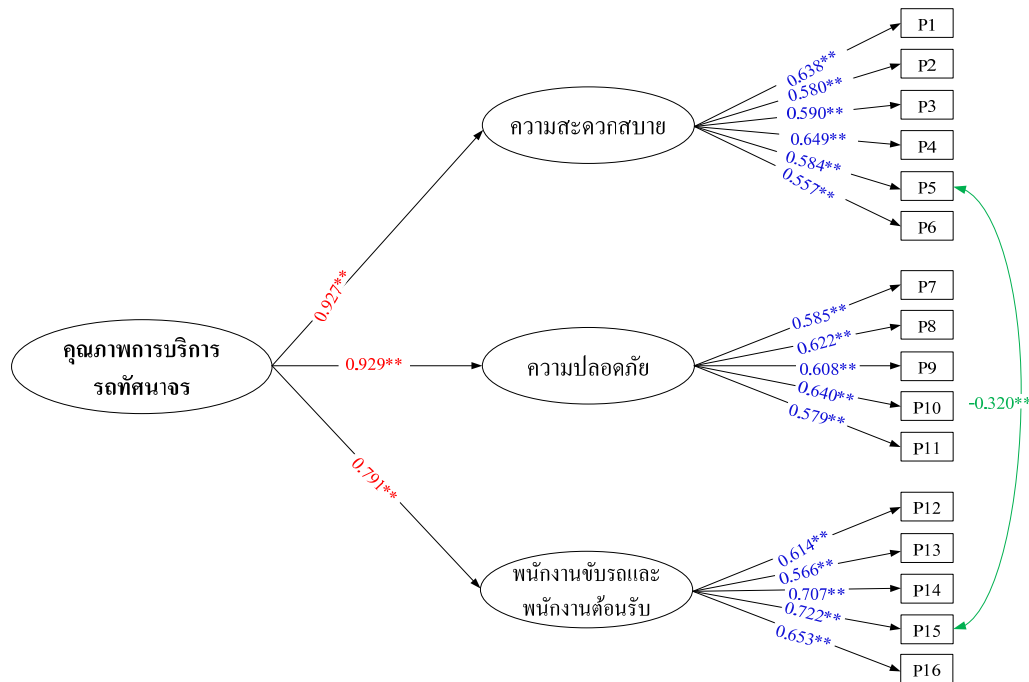 P1
P2
P3
P4
P5
P6
0.638**
0.580**
0.590**
0.649**
0.584**
0.557**
ความสะดวกสบาย
0.927**
P7
P8
P9
P10
P11
0.585**
0.622**
0.608**
0.640**
0.579**
-0.320**
คุณภาพการบริการ
รถทัศนาจร
0.929**
ความปลอดภัย
0.791**
P12
P13
P14
P15
P16
0.614**
0.566**
0.707**
0.722**
0.653**
พนักงานขับรถและ
พนักงานต้อนรับ